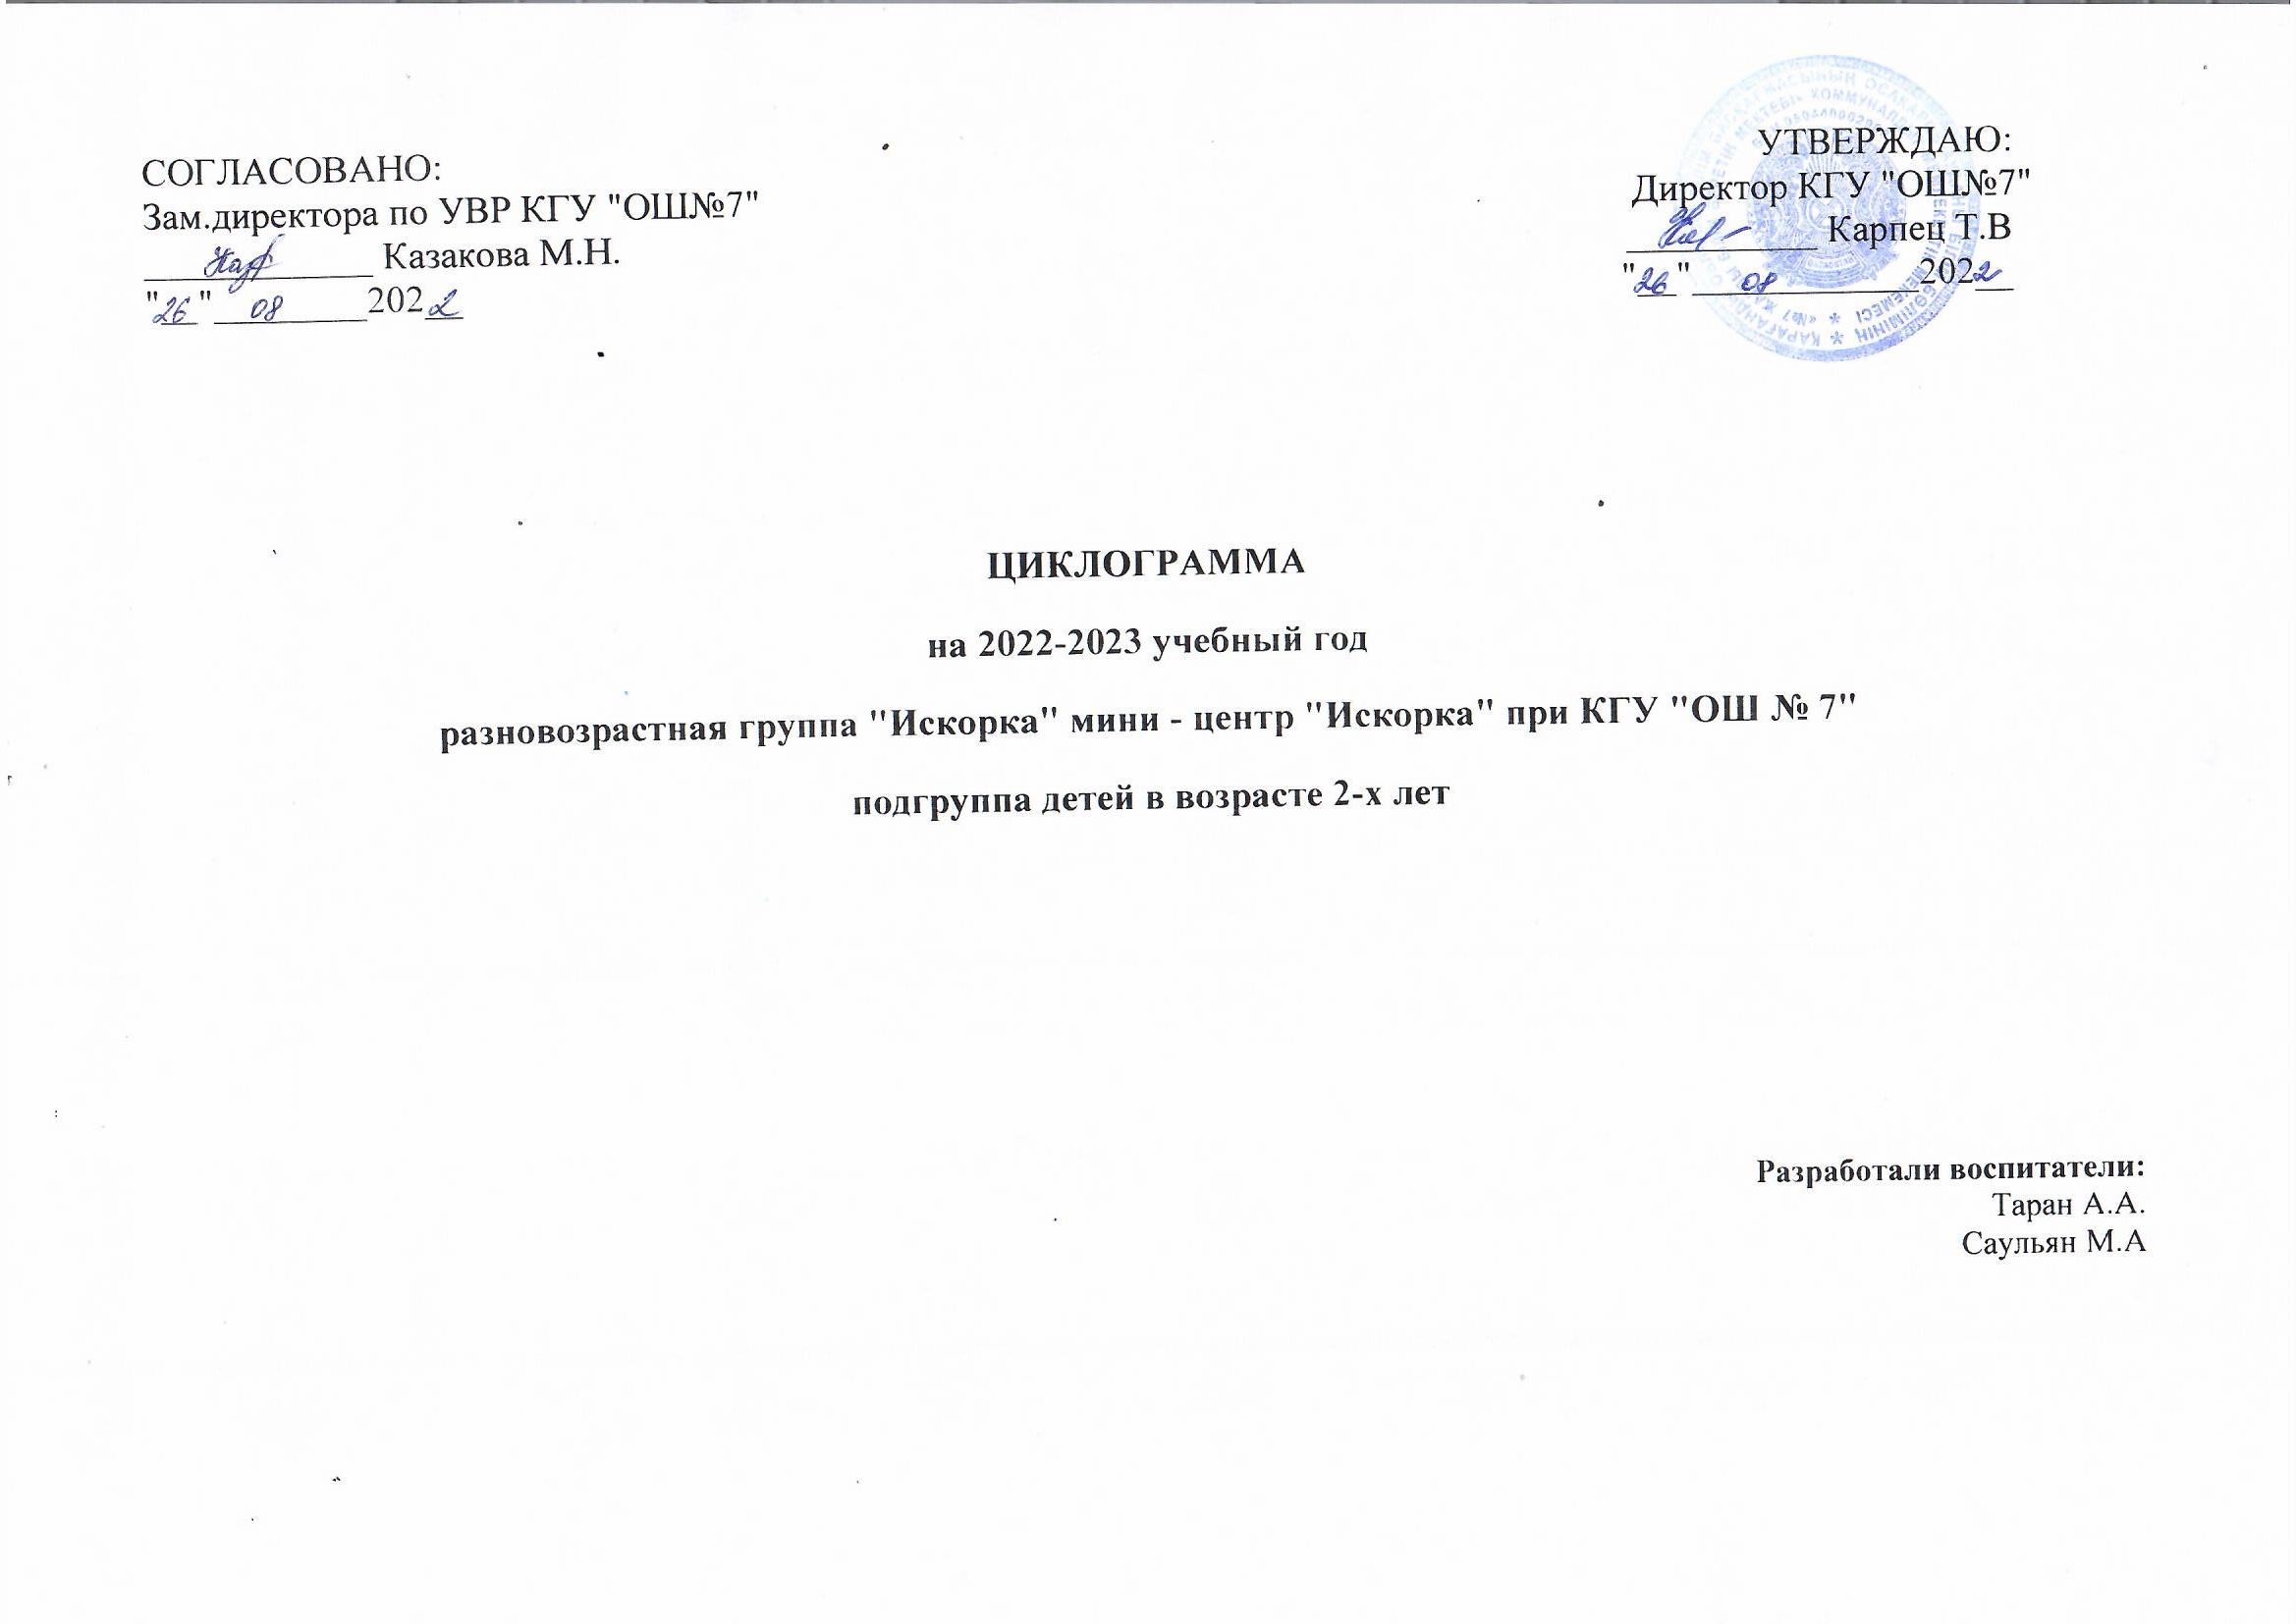 СОГЛАСОВАНО:
Зам.директора по УВР КГУ "ОШ№7"
____________ Казакова М.Н.
"26" 08 2022
УТВЕРЖДАЮ:
Директор КГУ "ОШ№7"
__________ Карпец Т.В
"26" 08 2022
ЦИКЛОГРАММА
на 2022-2023 учебный год
разновозрастная группа "Искорка" мини - центр "Искорка" при КГУ "ОШ № 7"
подгруппа детей в возрасте 2-х лет
Разработали воспитатели:
Таран А.А.
Саульян М.А